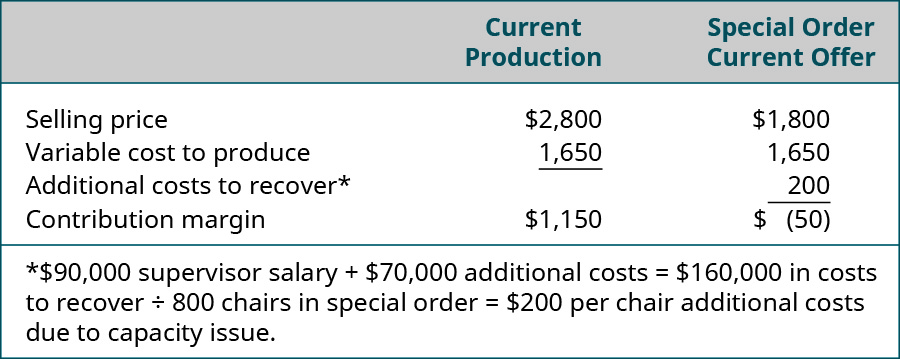 Current Production Special Order Current Offer
Selling price $2,800 $1,800
Variable cost to produce 1,650 1,650
Additional costs to recover* 200
Contribution margin $1,150 $ (50)
*$90,000 supervisor salary + $70,000 additional costs = $160,000 in costs
to recover ÷ 800 chairs in special order = $200 per chair additional costs
due to capacity issue.